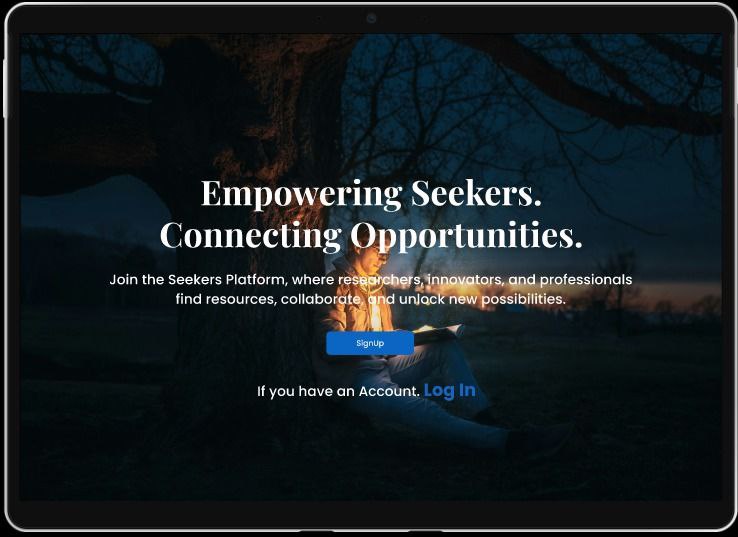 Empowering Seekers.
Connecting Opportunities.
Join the Seekers Platform, where researchers, innovators, and professionals
find resources, collaborate, and unlock new possibilities.
SignUp
If you have an Account. Log In